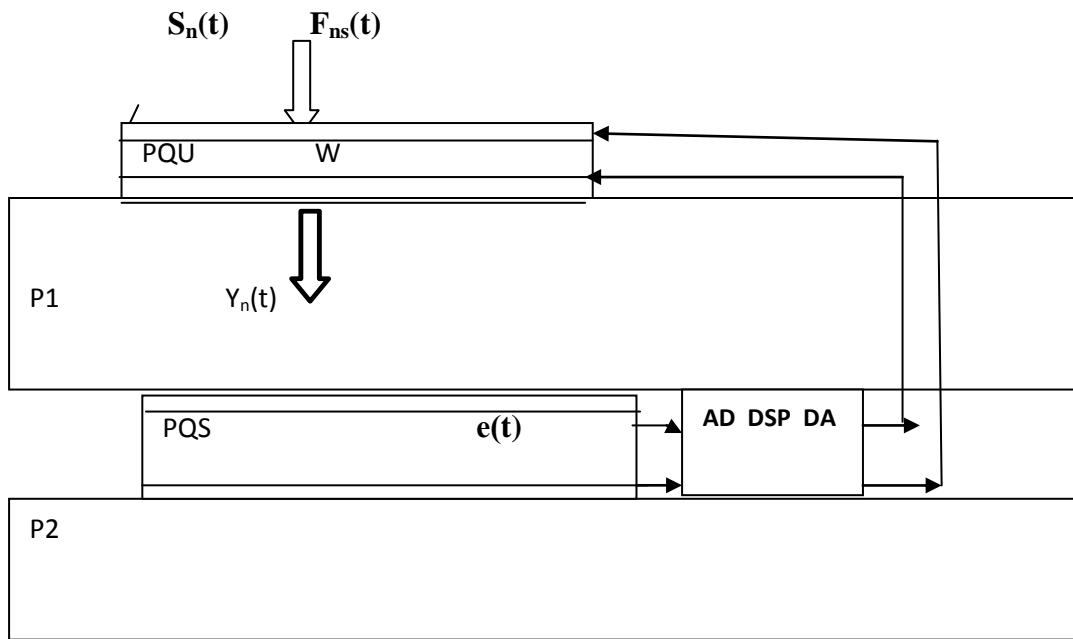 Sn(t) Fns(t)
PQU W
P1
Yn(t)
PQS e(t) AD DSP DA
P2